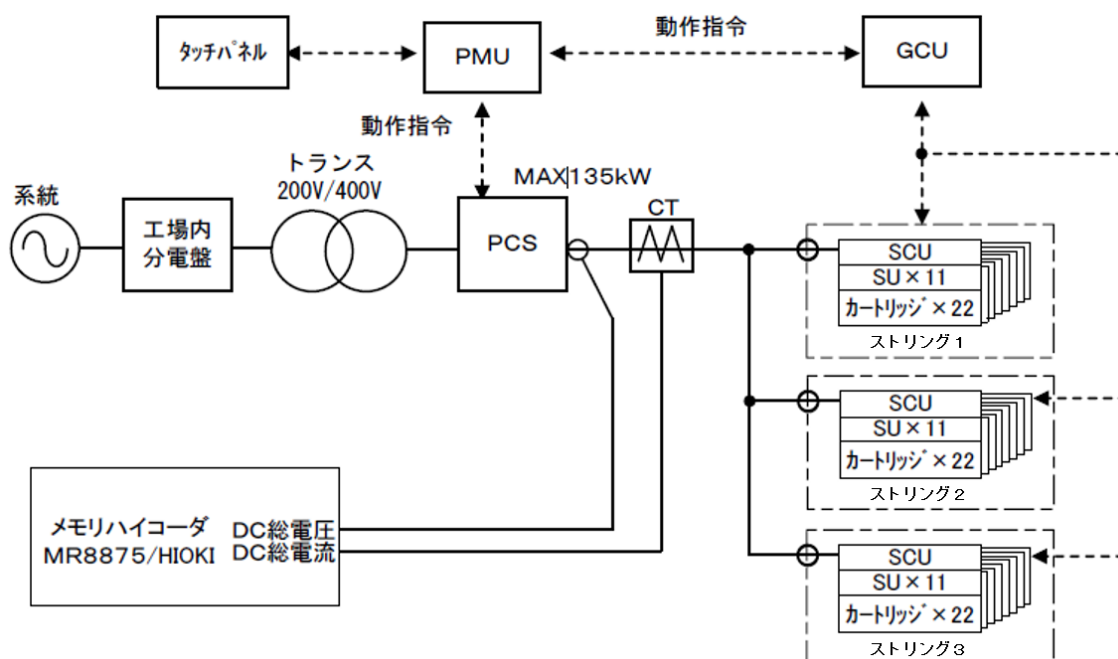 動作指令
ﾀｯﾁﾊﾟﾈﾙ
PMU
GCU
動作指令
トランス
200V/400V
MAX135kW
系統
工場内
分電盤
PCS
CT
SCU
SU×11
ｶｰﾄﾘｯｼﾞ×22
ストリング1
SCU
SU×11
ｶｰﾄﾘｯｼﾞ×22
ストリング2
メモリハイコーダ
MR8875/HIOKI
DC総電圧
DC総電流
SCU
SU×11
ｶｰﾄﾘｯｼﾞ×22
ストリング3